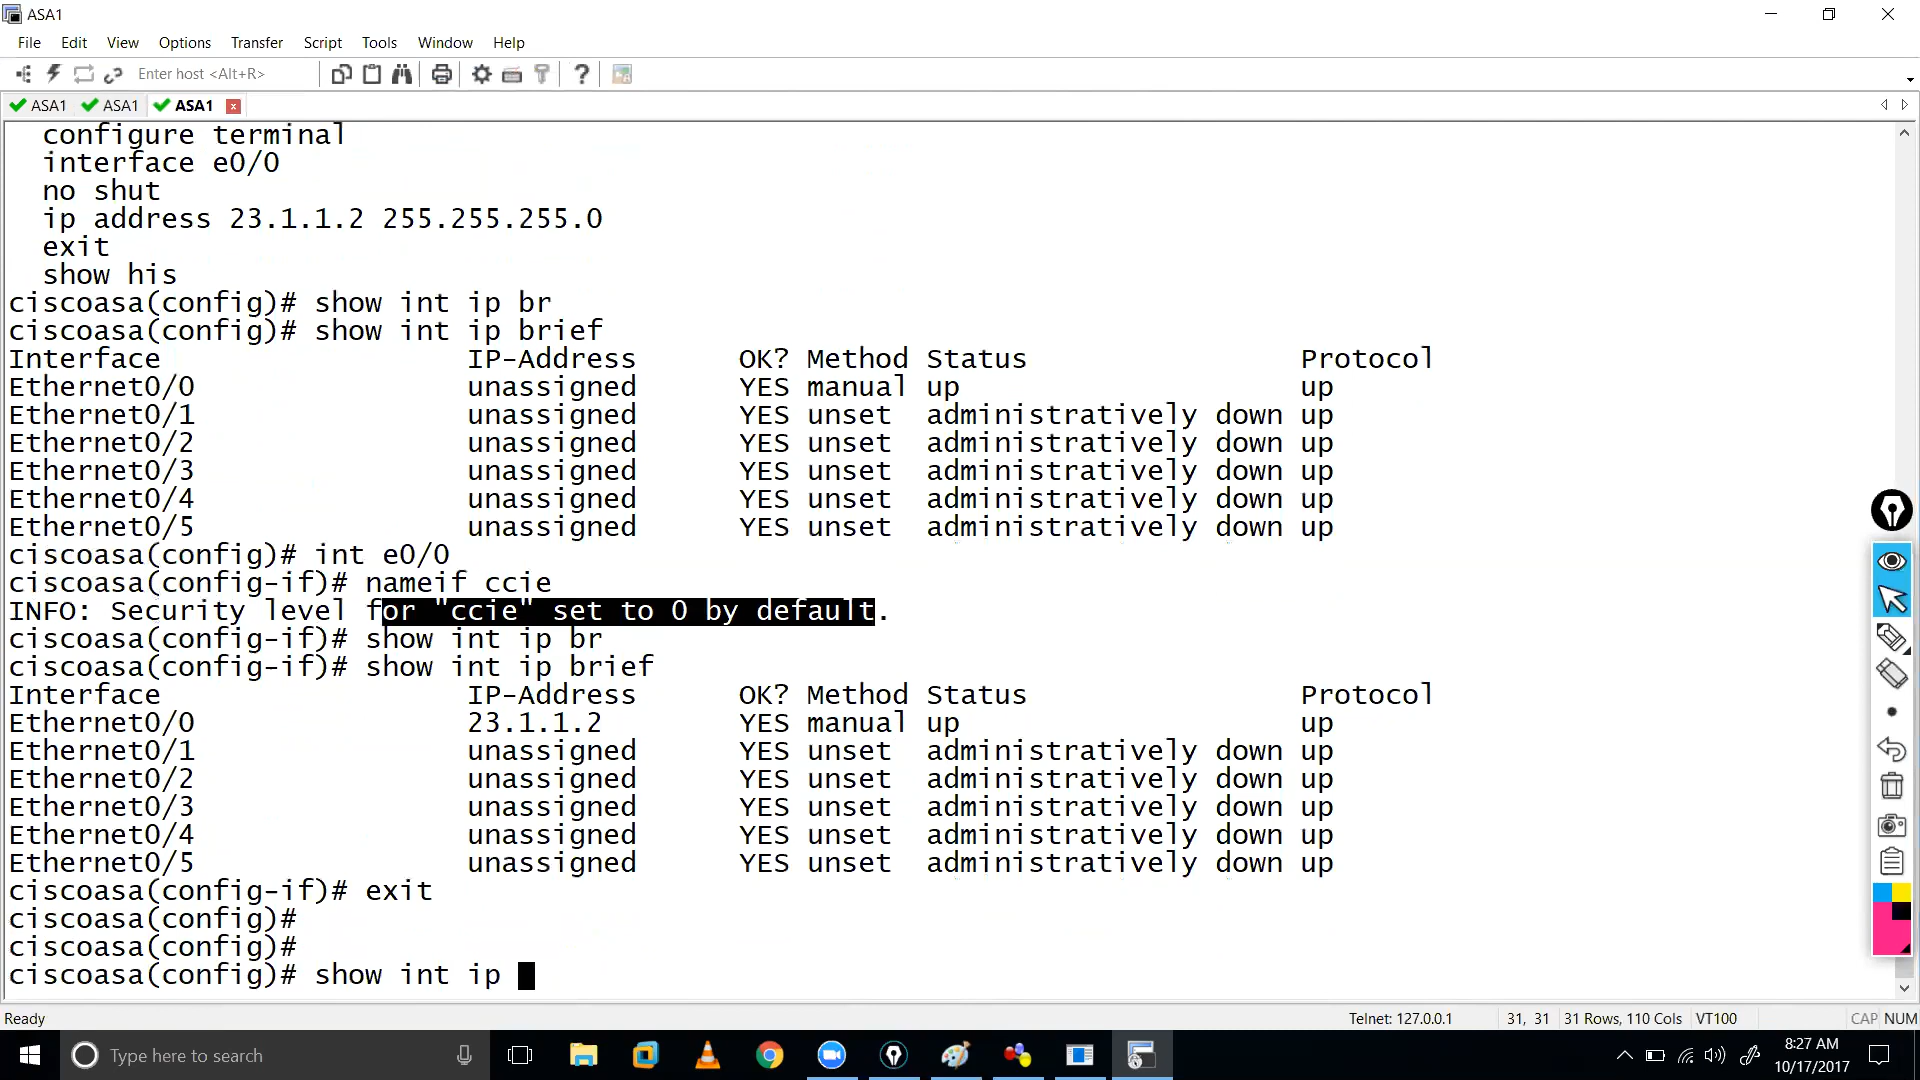 ASA1
File Edit View Options Transfer Script Tools Window Help
Enter host <Alt+R>
ASA1 ASA1 ASA1
configure terminal
interface e0/0
no shut
ip address 23.1.1.2 255.255.255.0
exit
show his
ciscoasa(config)# show int ip br
ciscoasa(config)# show int ip brief
Interface IP-Address OK? Method Status Protocol
Ethernet0/0 unassigned YES manual up up
Ethernet0/1 unassigned YES unset administratively down up
Ethernet0/2 unassigned YES unset administratively down up
Ethernet0/3 unassigned YES unset administratively down up
Ethernet0/4 unassigned YES unset administratively down up
Ethernet0/5 unassigned YES unset administratively down up
ciscoasa(config)# int e0/0
ciscoasa(config-if)# nameif ccie
INFO: Security level for "ccie" set to 0 by default.
ciscoasa(config-if)# show int ip br
ciscoasa(config-if)# show int ip brief
Interface IP-Address OK? Method Status Protocol
Ethernet0/0 23.1.1.2 YES manual up up
Ethernet0/1 unassigned YES unset administratively down up
Ethernet0/2 unassigned YES unset administratively down up
Ethernet0/3 unassigned YES unset administratively down up
Ethernet0/4 unassigned YES unset administratively down up
Ethernet0/5 unassigned YES unset administratively down up
ciscoasa(config-if)# exit
ciscoasa(config)#
ciscoasa(config)#
ciscoasa(config)# show int ip
Ready Telnet: 127.0.0.1 31, 31 31 Rows, 110 Cols VT100 CAP NUM
Type here to search
8:27 AM
10/17/2017